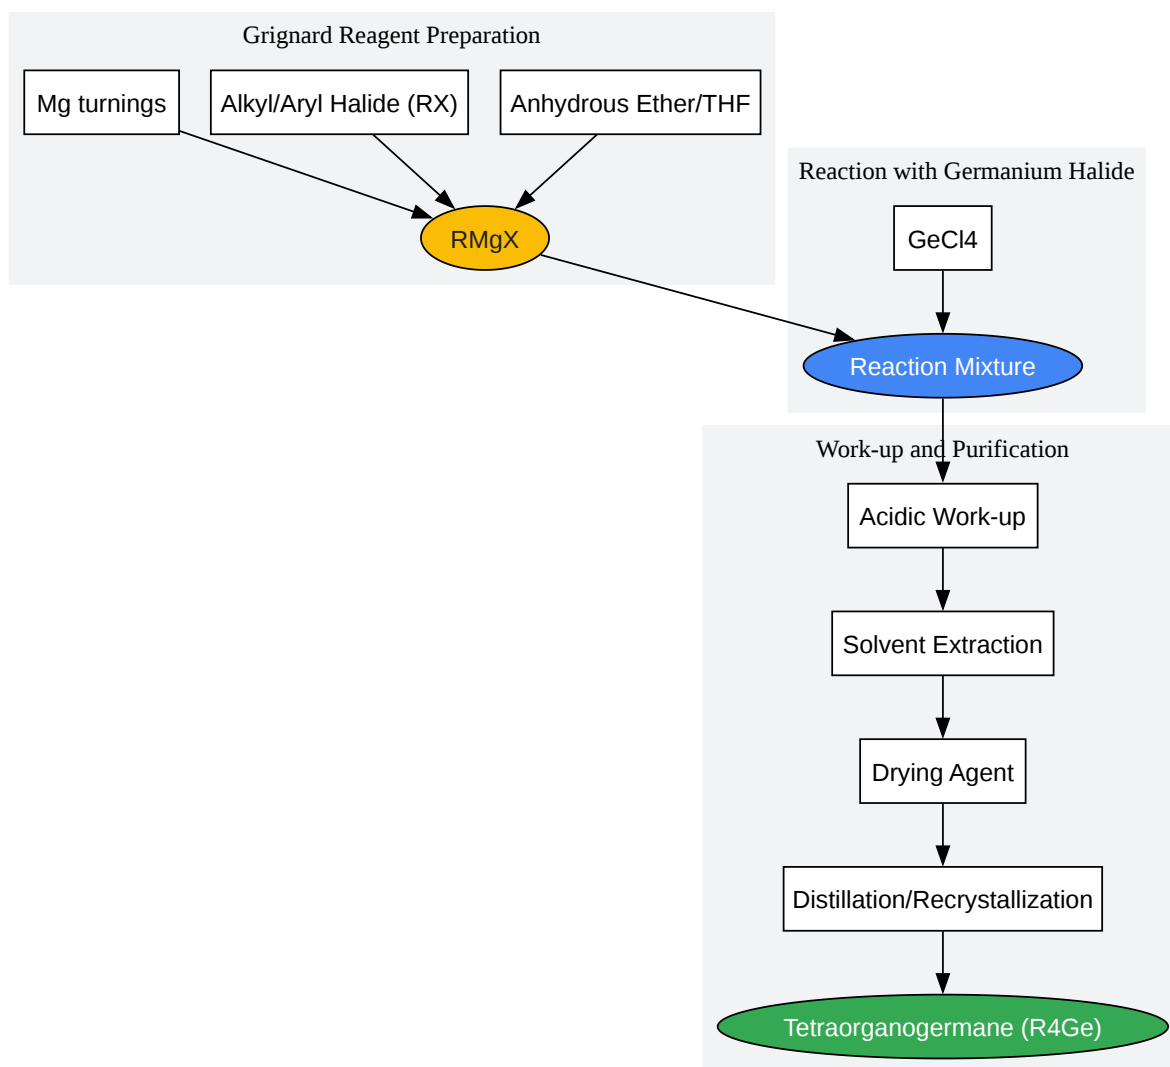 Grignard Reagent Preparation
Mg turnings
Alkyl/Aryl Halide (RX)
Anhydrous Ether/THF
RMgX
Reaction with Germanium Halide
GeCl4
Reaction Mixture
Work-up and Purification
Acidic Work-up
Solvent Extraction
Drying Agent
Distillation/Recrystallization
Tetraorganogermane (R4Ge)